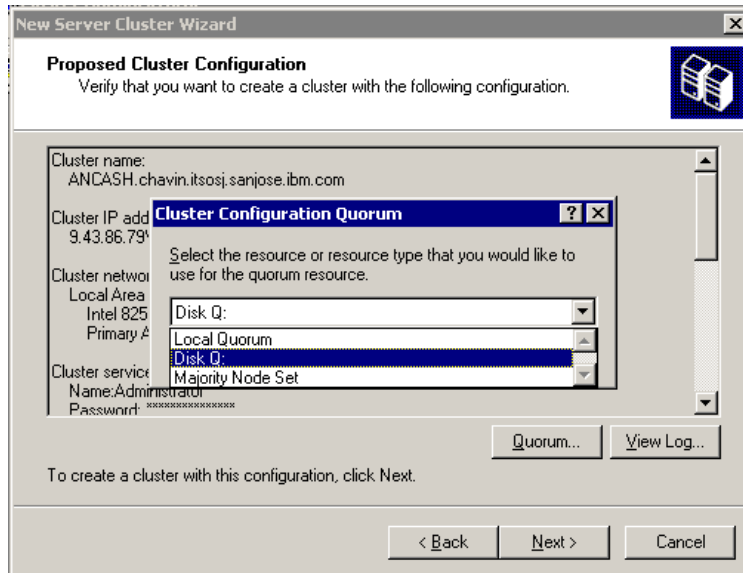 New Server Cluster Wizard
Proposed Cluster Configuration
Verify that you want to create a cluster with the following configuration.
Cluster name:
ANCASH.chavin.itsosj.sanjose.ibm.com
Cluster IP add
9.43.86.79
Cluster networ
Local Area
Intel 825
Primary A
Cluster service
Name:Administrator
Password: ***************
Cluster Configuration Quorum
Select the resource or resource type that you would like to
use for the quorum resource.
Disk Q:
Local Quorum
Disk Q:
Majority Node Set
Quorum...
View Log...
To create a cluster with this configuration, click Next.
< Back
Next >
Cancel